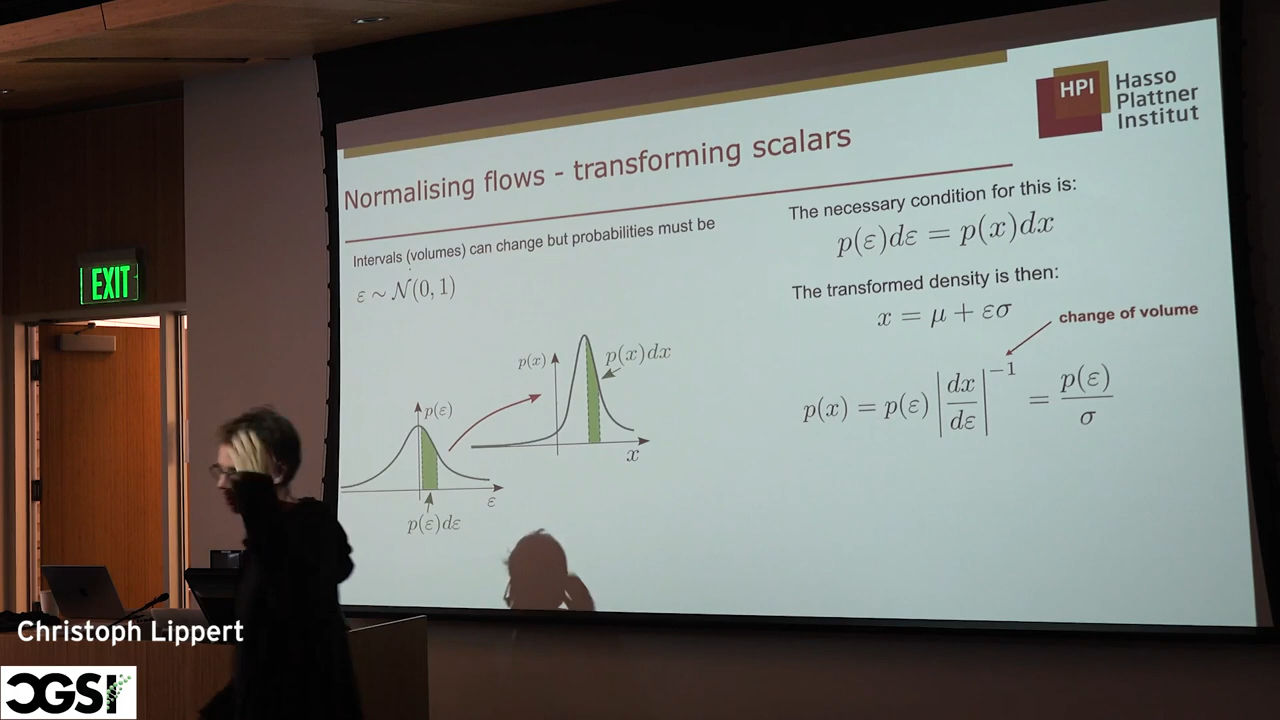 HPI Hasso
Plattner
Institut
Normalising flows - transforming scalars
Intervals (volumes) can change but probabilities must be
ε ∼ 𝒩(0, 1)
p(x)
p(x)dx
x
p(ε)
ε
p(ε)dε
The necessary condition for this is:
p(ε)dε = p(x)dx
The transformed density is then:
x = μ + εσ
change of volume
p(x) = p(ε) |dx/dε|⁻¹ = p(ε)/σ
EXIT
Christoph Lippert
CGSI